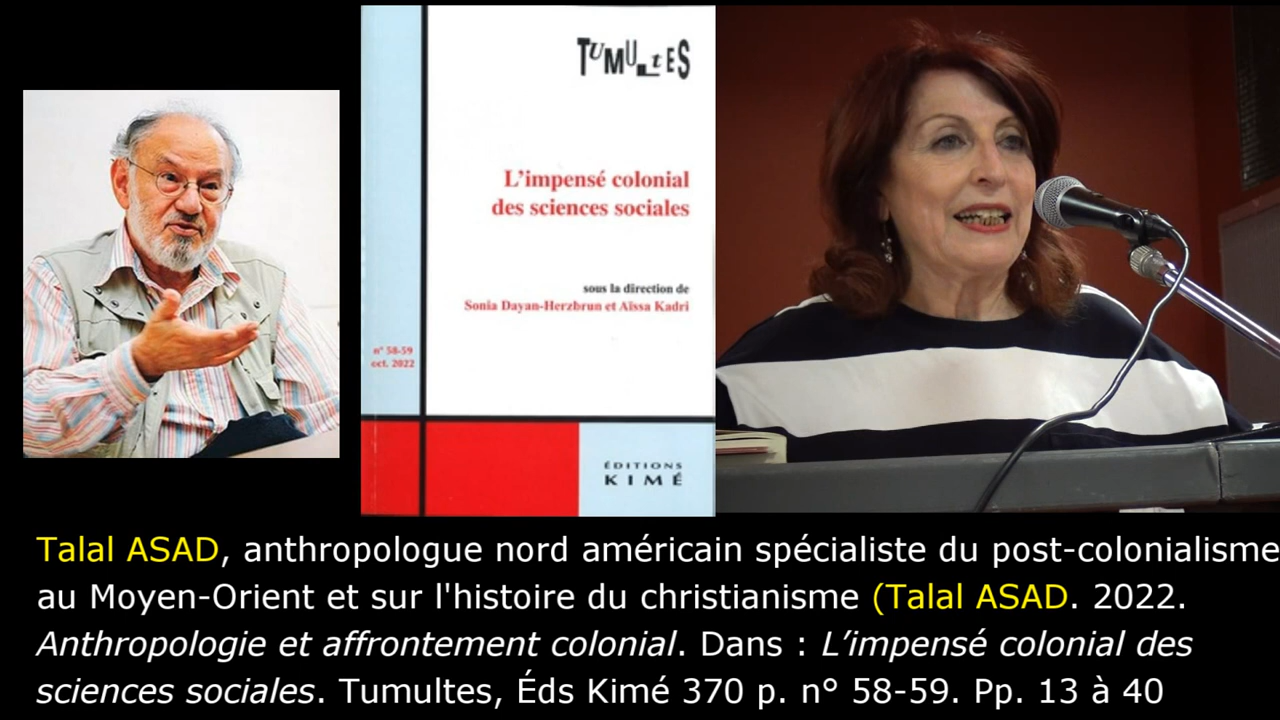 TUMULTES
L'impensé colonial
des sciences sociales
sous la direction de
Sonia Dayan-Herzbrun et Aïssa Kadri
n° 58-59
oct. 2022
ÉDITIONS
KIMÉ
Talal ASAD, anthropologue nord américain spécialiste du post-colonialisme
au Moyen-Orient et sur l'histoire du christianisme (Talal ASAD. 2022.
Anthropologie et affrontement colonial. Dans : L’impensé colonial des
sciences sociales. Tumultes, Éds Kimé 370 p. n° 58-59. Pp. 13 à 40